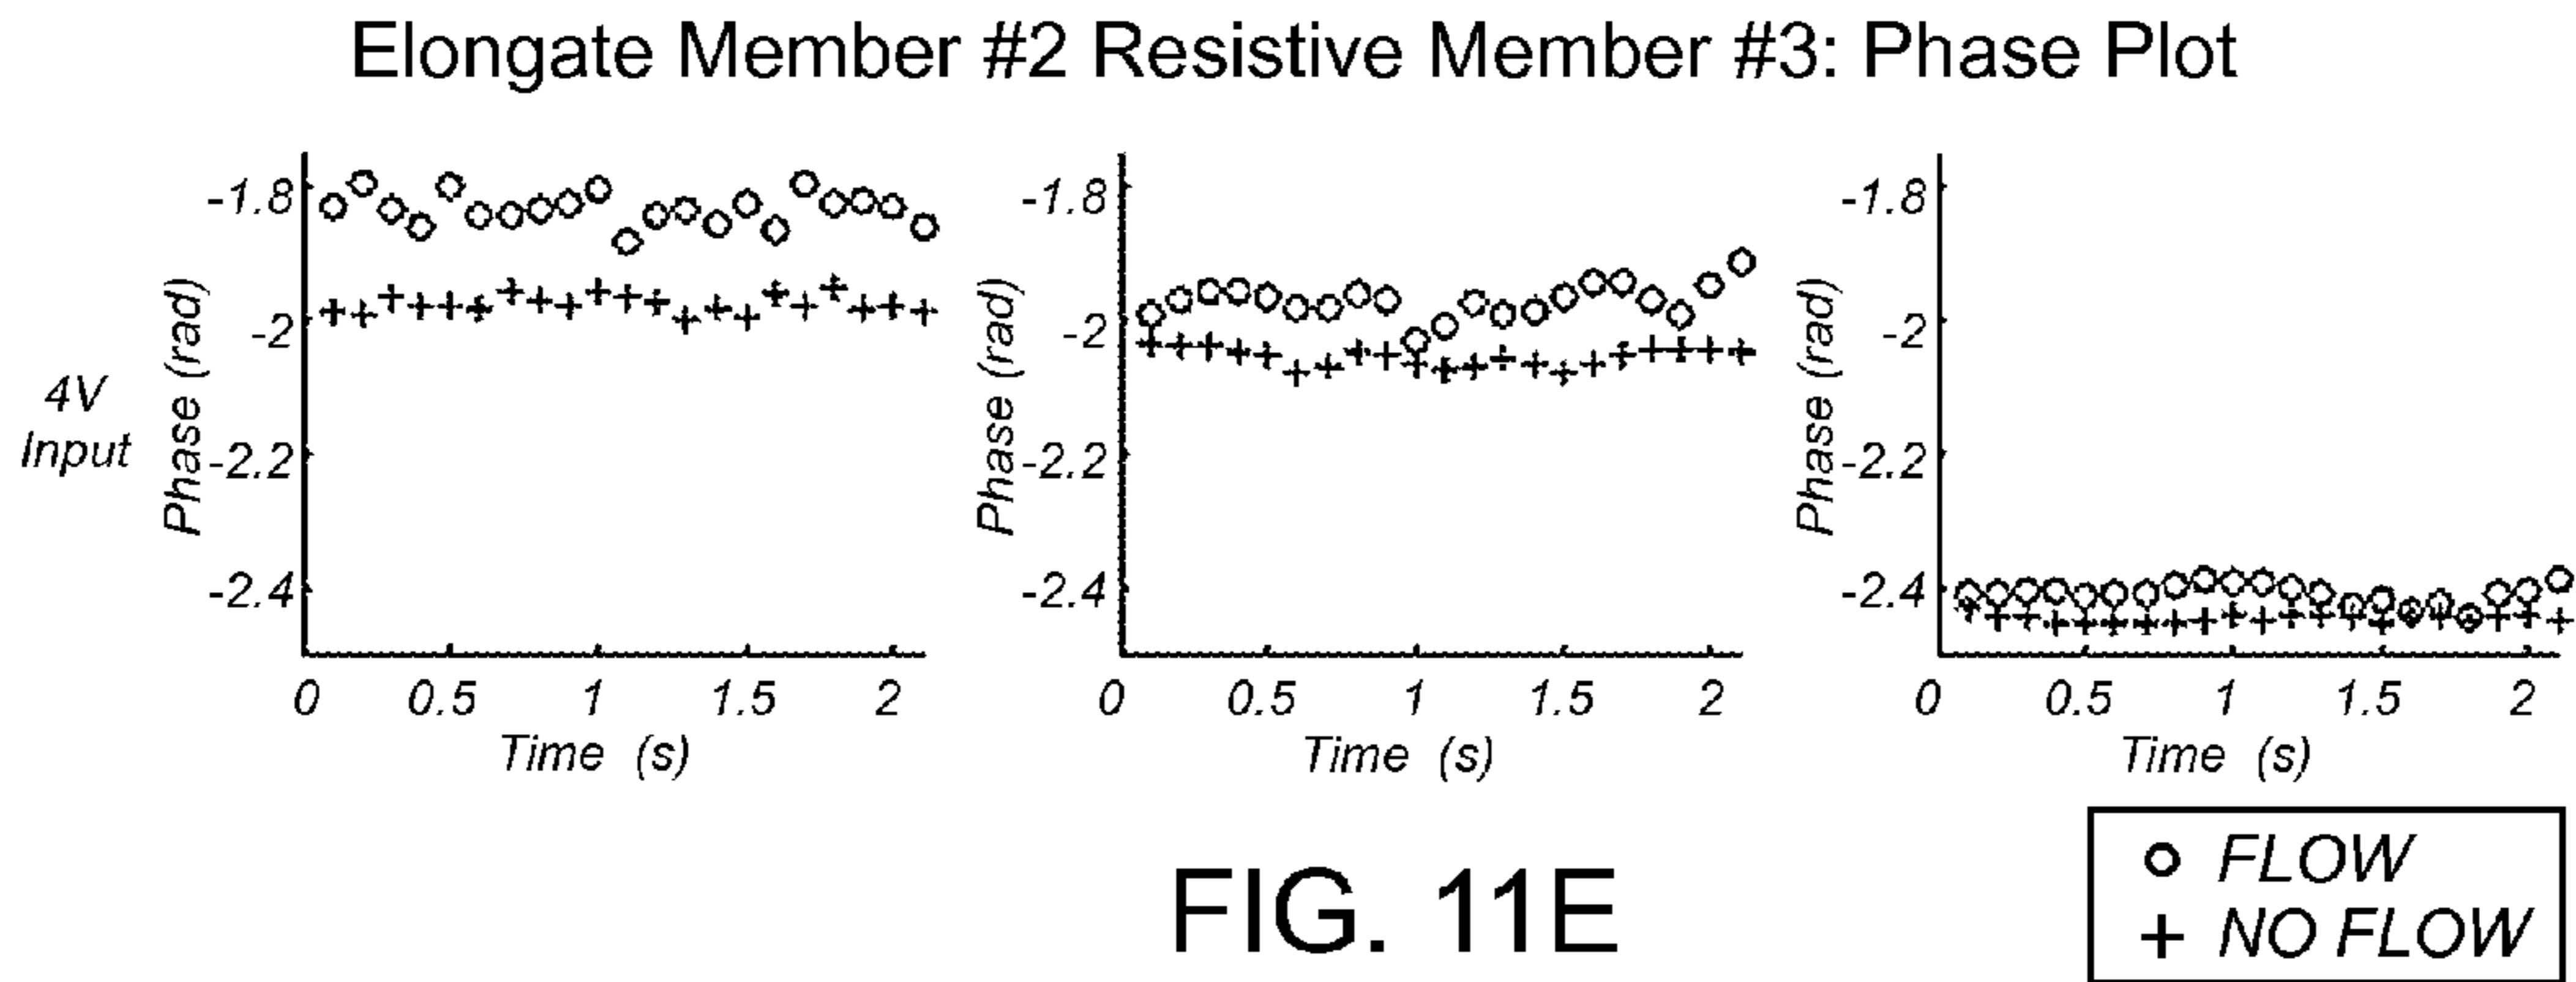 Elongate Member #2 Resistive Member #3: Phase Plot
4V
Input
Phase (rad)
-1.8
-2
-2.2
-2.4
0 0.5 1 1.5 2
Time (s)
Phase (rad)
-1.8
-2
-2.2
-2.4
0 0.5 1 1.5 2
Time (s)
Phase (rad)
-1.8
-2
-2.2
-2.4
0 0.5 1 1.5 2
Time (s)
FLOW
NO FLOW
FIG. 11E